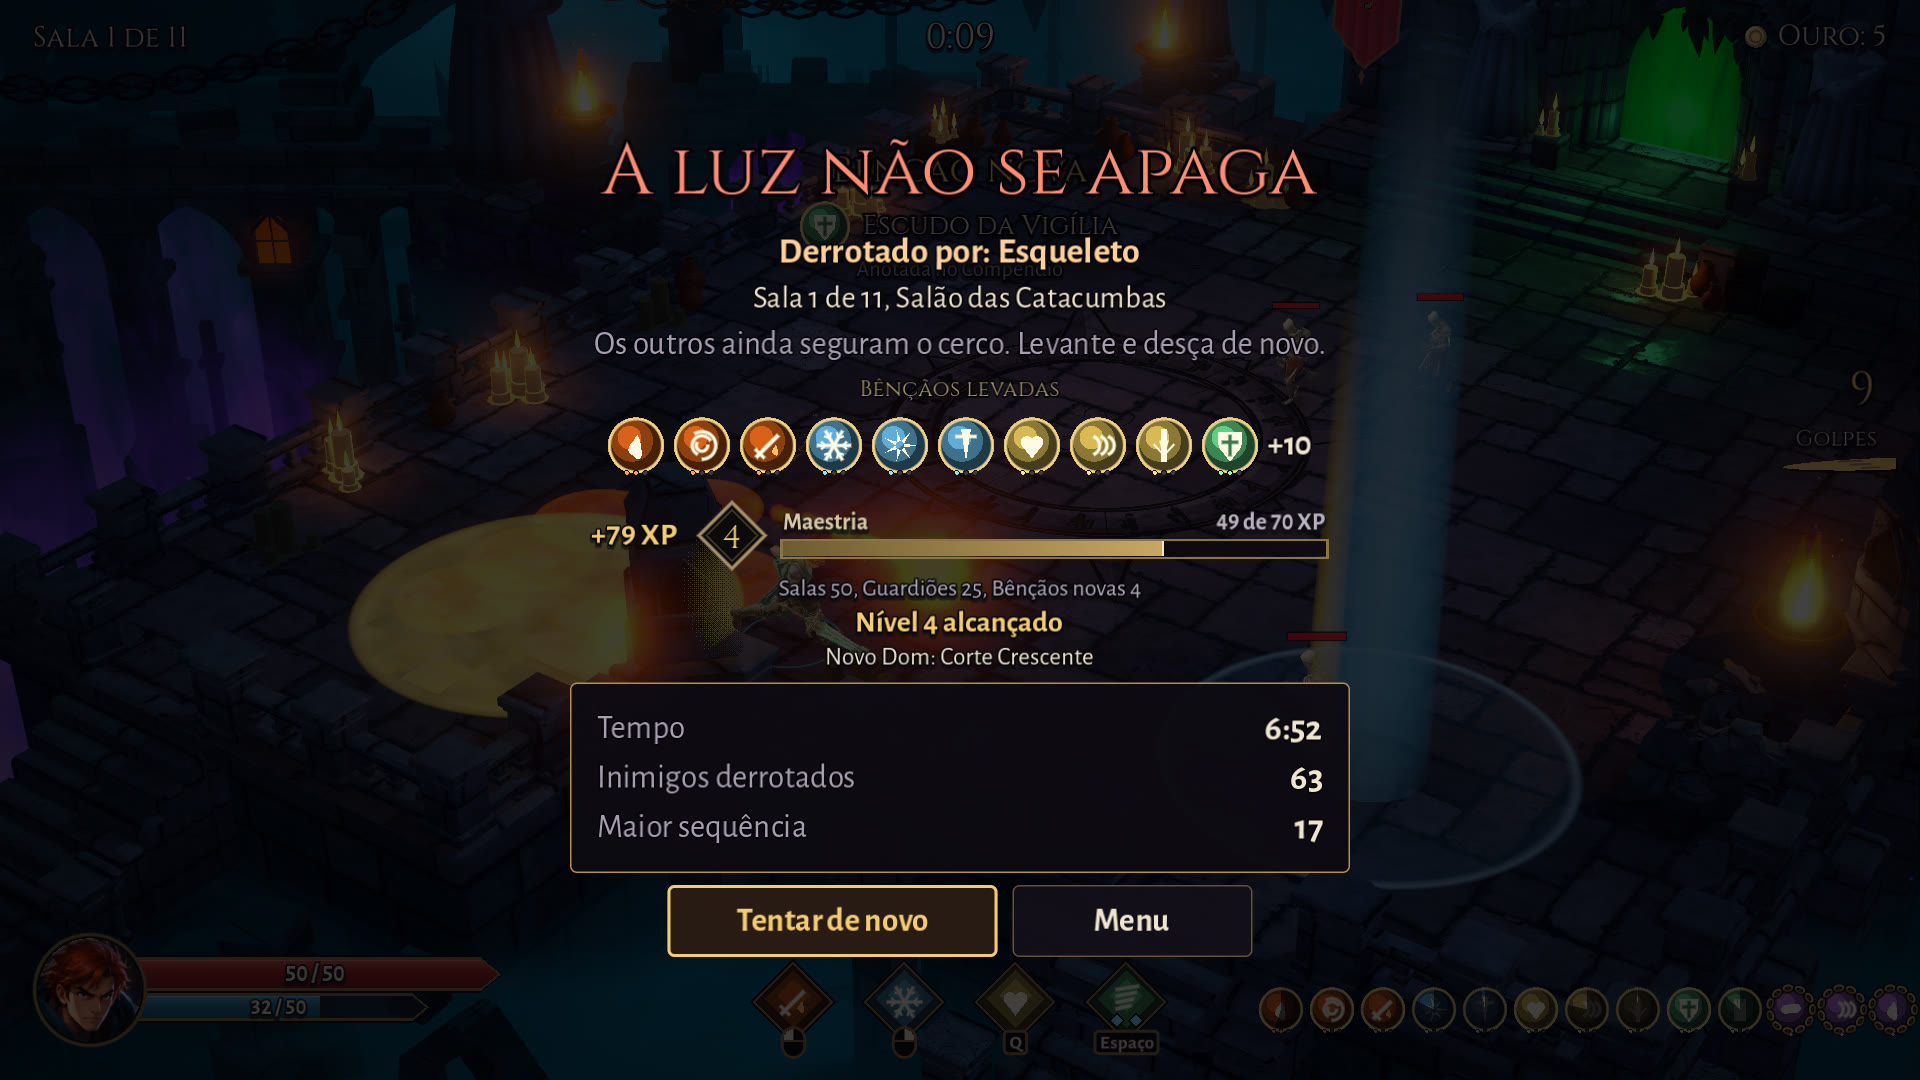 Sala 1 de 11
0:09
Ouro: 5
A luz não se apaga
Escudo da Vigília
Derrotado por: Esqueleto
Anotada no Compêndio
Sala 1 de 11, Salão das Catacumbas
Os outros ainda seguram o cerco. Levante e desça de novo.
Bênçãos levadas
+10
9
Golpes
+79 XP
4
Maestria
49 de 70 XP
Salas 50, Guardiões 25, Bênçãos novas 4
Nível 4 alcançado
Novo Dom: Corte Crescente
Tempo
6:52
Inimigos derrotados
63
Maior sequência
17
Tentar de novo
Menu
50/50
32/50
Q
Espaço